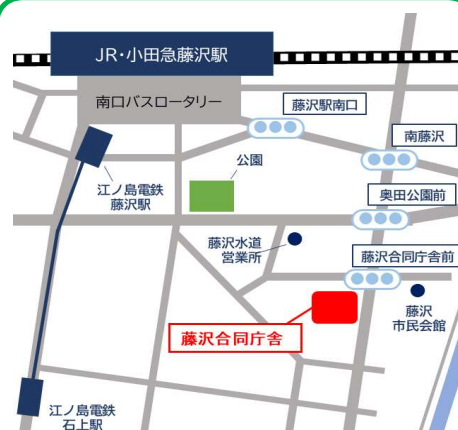 JR・小田急藤沢駅
南口バスロータリー
藤沢駅南口
南藤沢
公園
江ノ島電鉄
藤沢駅
奥田公園前
藤沢水道
営業所
藤沢合同庁舎前
藤沢
市民会館
藤沢合同庁舎
江ノ島電鉄
石上駅